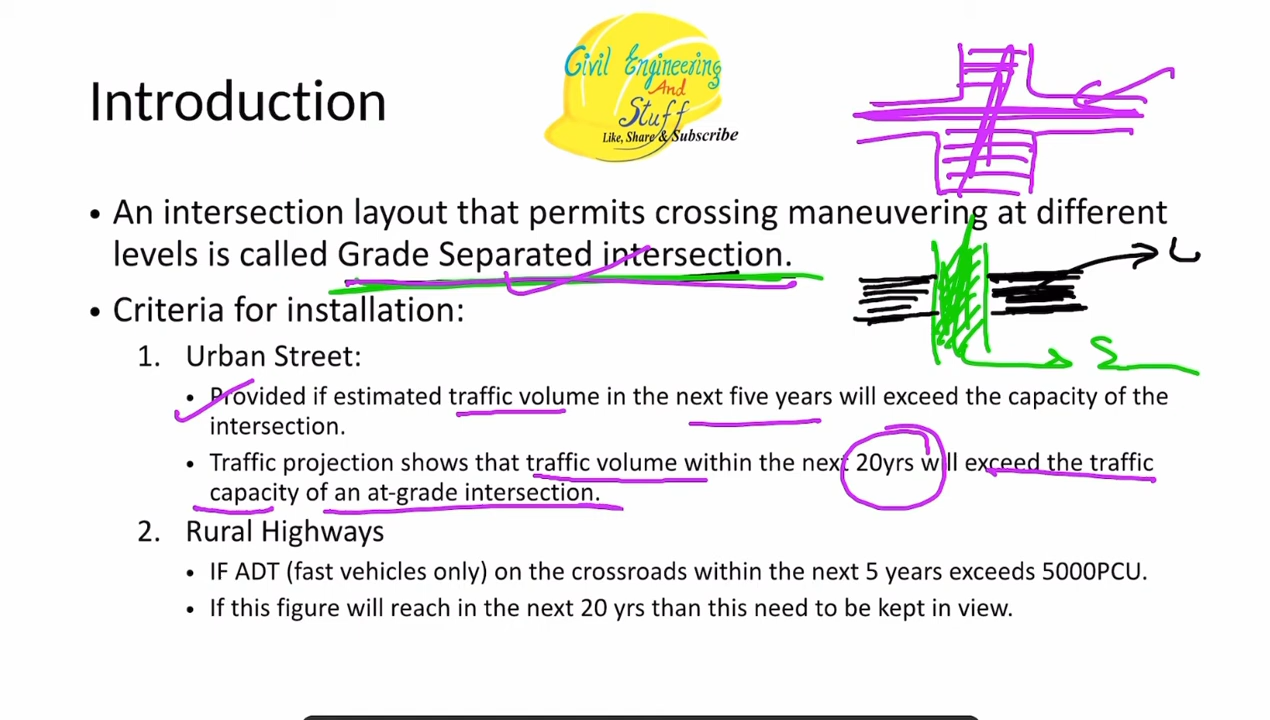 Civil Engineering
And
Stuff
Like, Share & Subscribe
Introduction
• An intersection layout that permits crossing maneuvering at different
levels is called Grade Separated intersection.
• Criteria for installation:
1. Urban Street:
• Provided if estimated traffic volume in the next five years will exceed the capacity of the
intersection.
• Traffic projection shows that traffic volume within the next 20yrs will exceed the traffic
capacity of an at-grade intersection.
2. Rural Highways
• IF ADT (fast vehicles only) on the crossroads within the next 5 years exceeds 5000PCU.
• If this figure will reach in the next 20 yrs than this need to be kept in view.